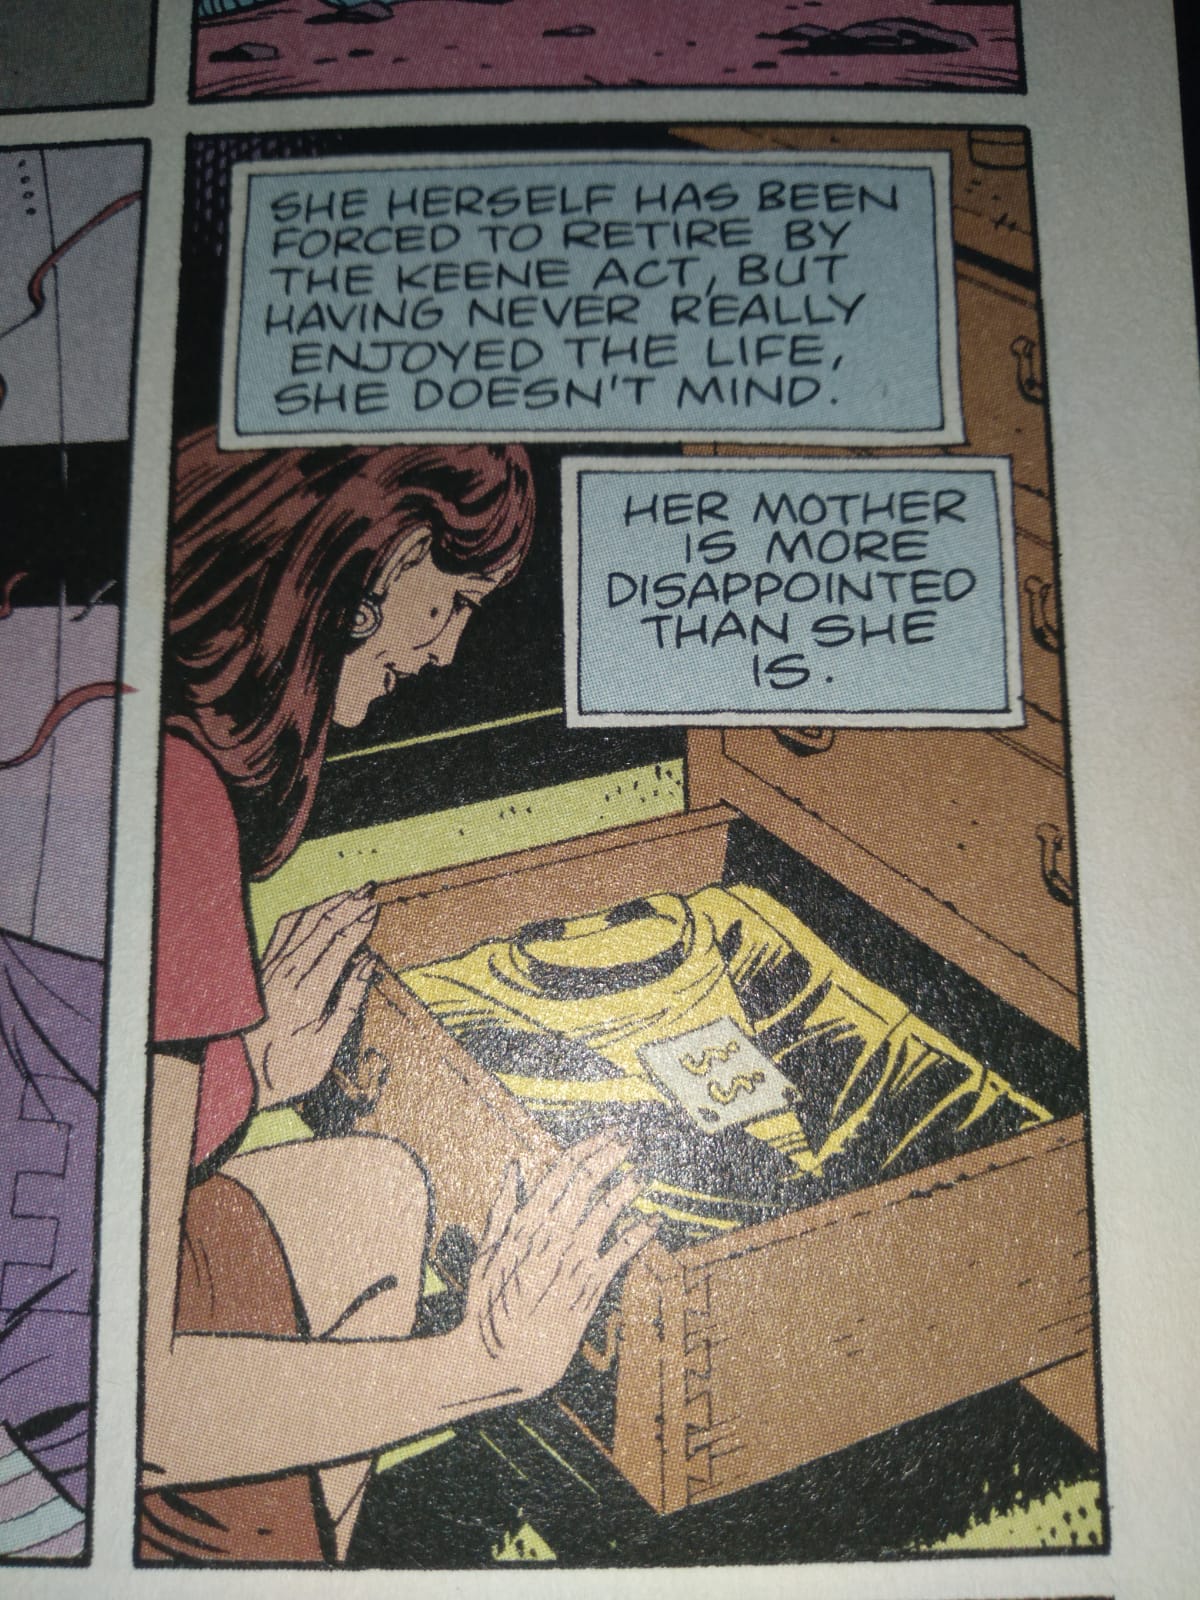 SHE HERSELF HAS BEEN
FORCED TO RETIRE BY
THE KEENE ACT, BUT
HAVING NEVER REALLY
ENJOYED THE LIFE,
SHE DOESN'T MIND.
HER MOTHER
IS MORE
DISAPPOINTED
THAN SHE
IS.